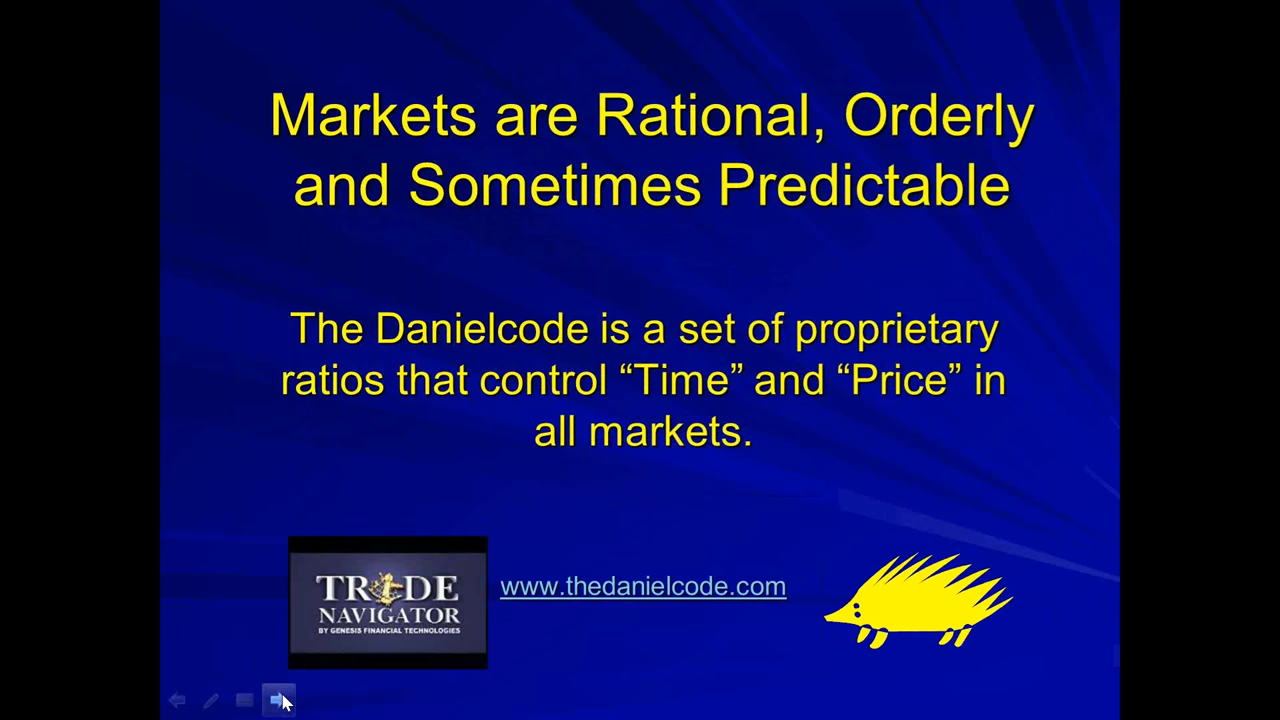 Markets are Rational, Orderly
and Sometimes Predictable
The Danielcode is a set of proprietary
ratios that control “Time” and “Price” in
all markets.
TRADE
NAVIGATOR
BY GENESIS FINANCIAL TECHNOLOGIES
www.thedanielcode.com